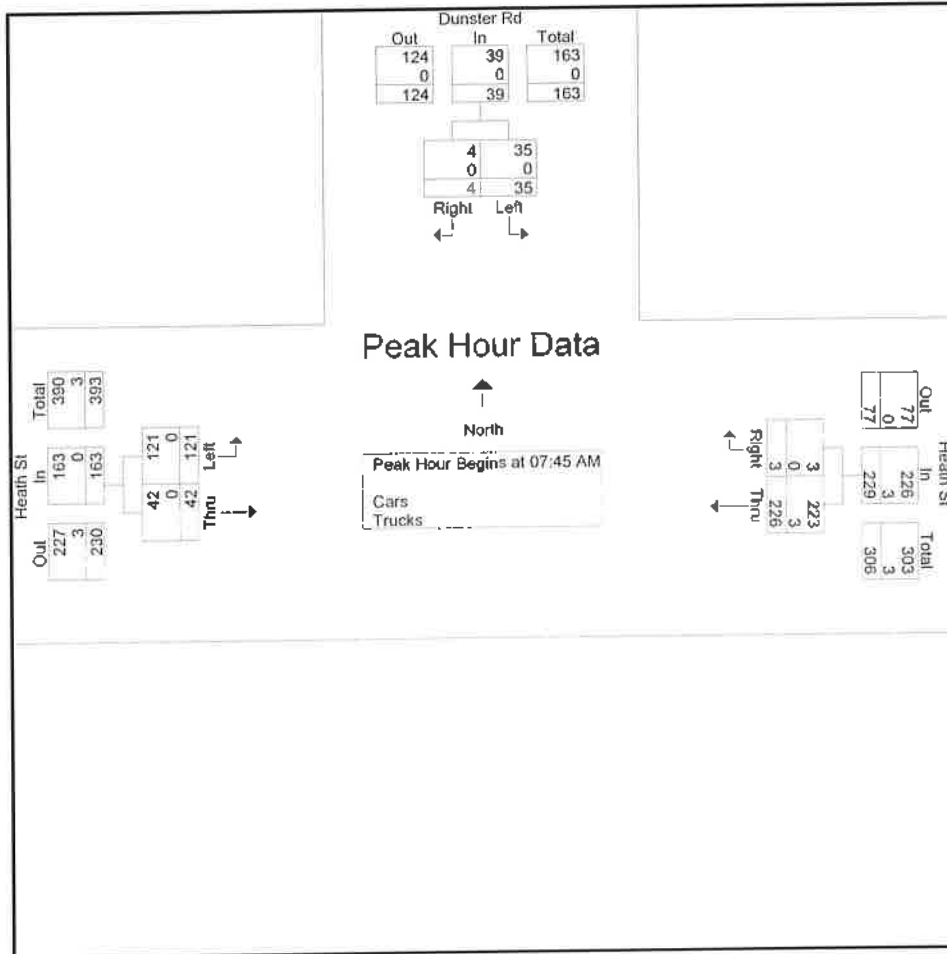 Dunster Rd
Out In Total
124 39 163
0 0 0
124 39 163
4 35
0 0
4 35
Right Left
Peak Hour Data
North
Peak Hour Begins at 07:45 AM
Cars
Trucks
Heath St
Out In Total
227 163 390
3 0 3
230 163 393
Left
121
0
121
Thru
42
0
42
Heath St
Out In Total
77 226 303
0 3 3
77 229 306
Right Thru
3 223
0 3
3 226